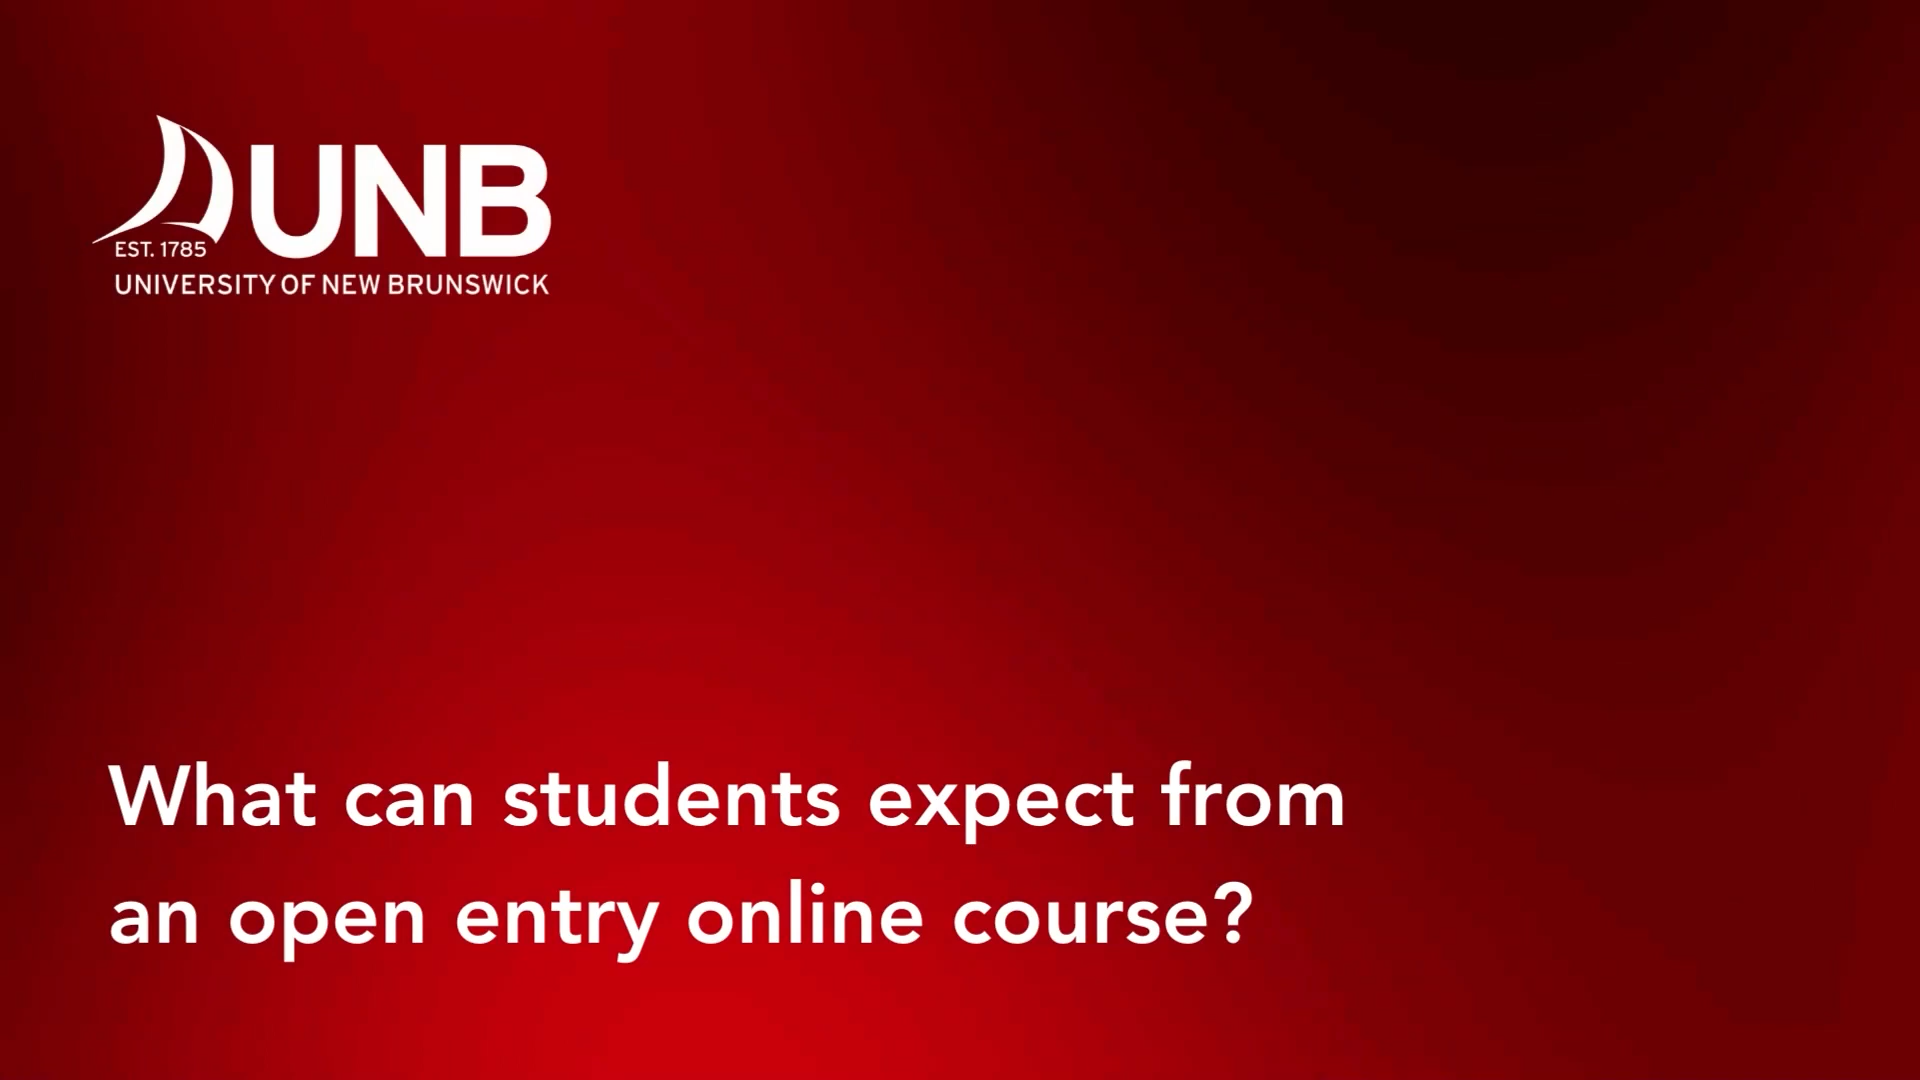 UNB
EST. 1785
UNIVERSITY OF NEW BRUNSWICK
What can students expect from
an open entry online course?